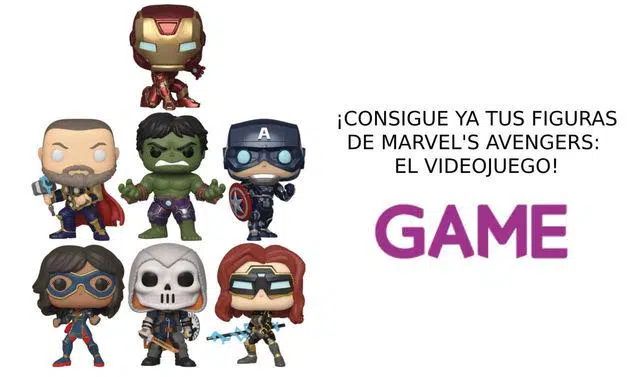 ¡CONSIGUE YA TUS FIGURAS
DE MARVEL'S AVENGERS:
EL VIDEOJUEGO!
GAME
A